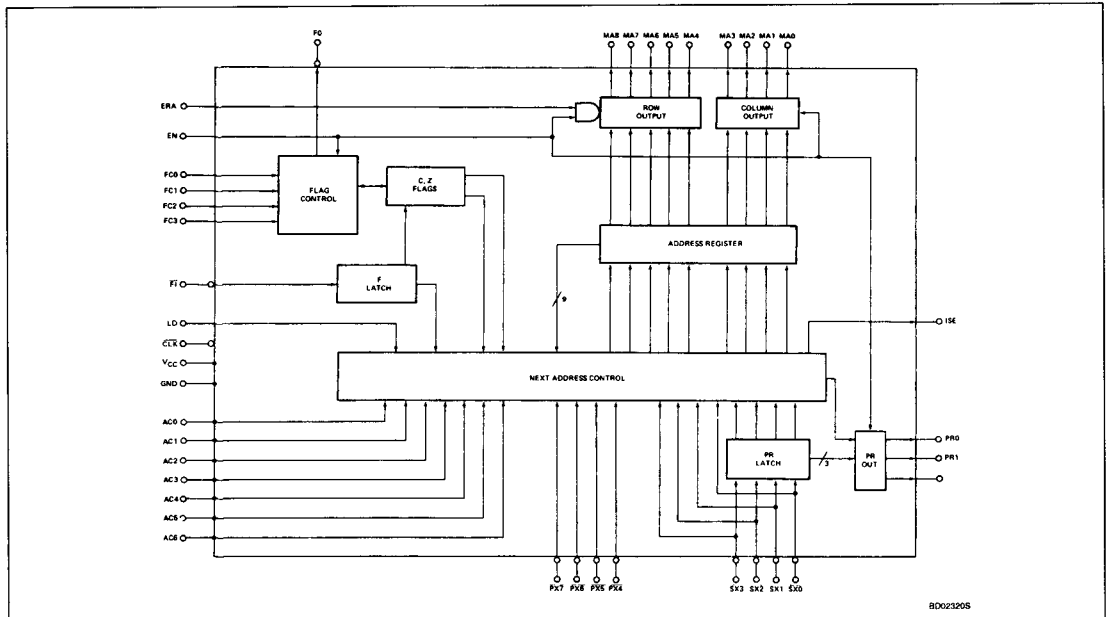 F0
MA8 MA7 MA6 MA5 MA4
MA3 MA2 MA1 MA0
ERA
EN
ROW OUTPUT
COLUMN OUTPUT
FC0
FC1
FC2
FC3
FLAG CONTROL
C, Z FLAGS
ADDRESS REGISTER
FI
F LATCH
9
LD
ISE
CLK
VCC
GND
NEXT ADDRESS CONTROL
AC0
AC1
AC2
AC3
AC4
AC5
AC6
PR LATCH
3
PR OUT
PR0
PR1
PX7 PX6 PX5 PX4
SX3 SX2 SX1 SX0
BD02320S